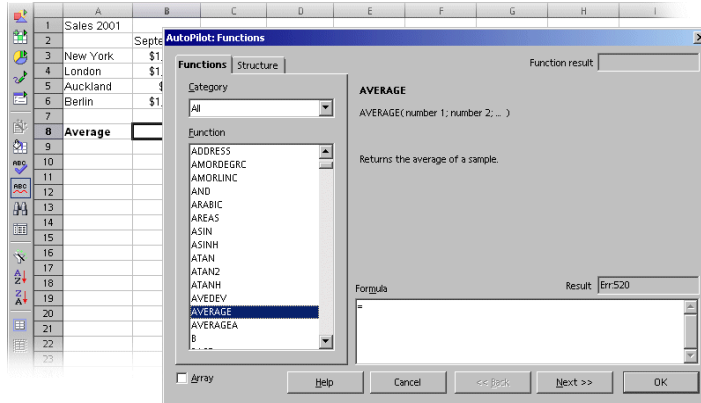 A B C D E F G H I
1 Sales 2001
2 Septe
3 New York $1,
4 London $1
5 Auckland $
6 Berlin $1,
7
8 Average
9
10
11
12
13
14
15
16
17
18
19
20
21
22
23
ABC
ABC
A
Z
Z
A
AutoPilot: Functions
Functions Structure
Function result
Category
All
Function
ADDRESS
AMORDEGRC
AMORLINC
AND
ARABIC
AREAS
ASIN
ASINH
ATAN
ATAN2
ATANH
AVEDEV
AVERAGE
AVERAGEA
B
AVERAGE
AVERAGE( number 1; number 2; ... )
Returns the average of a sample.
Formula
Result Err:520
=
Array
Help Cancel << Back Next >> OK